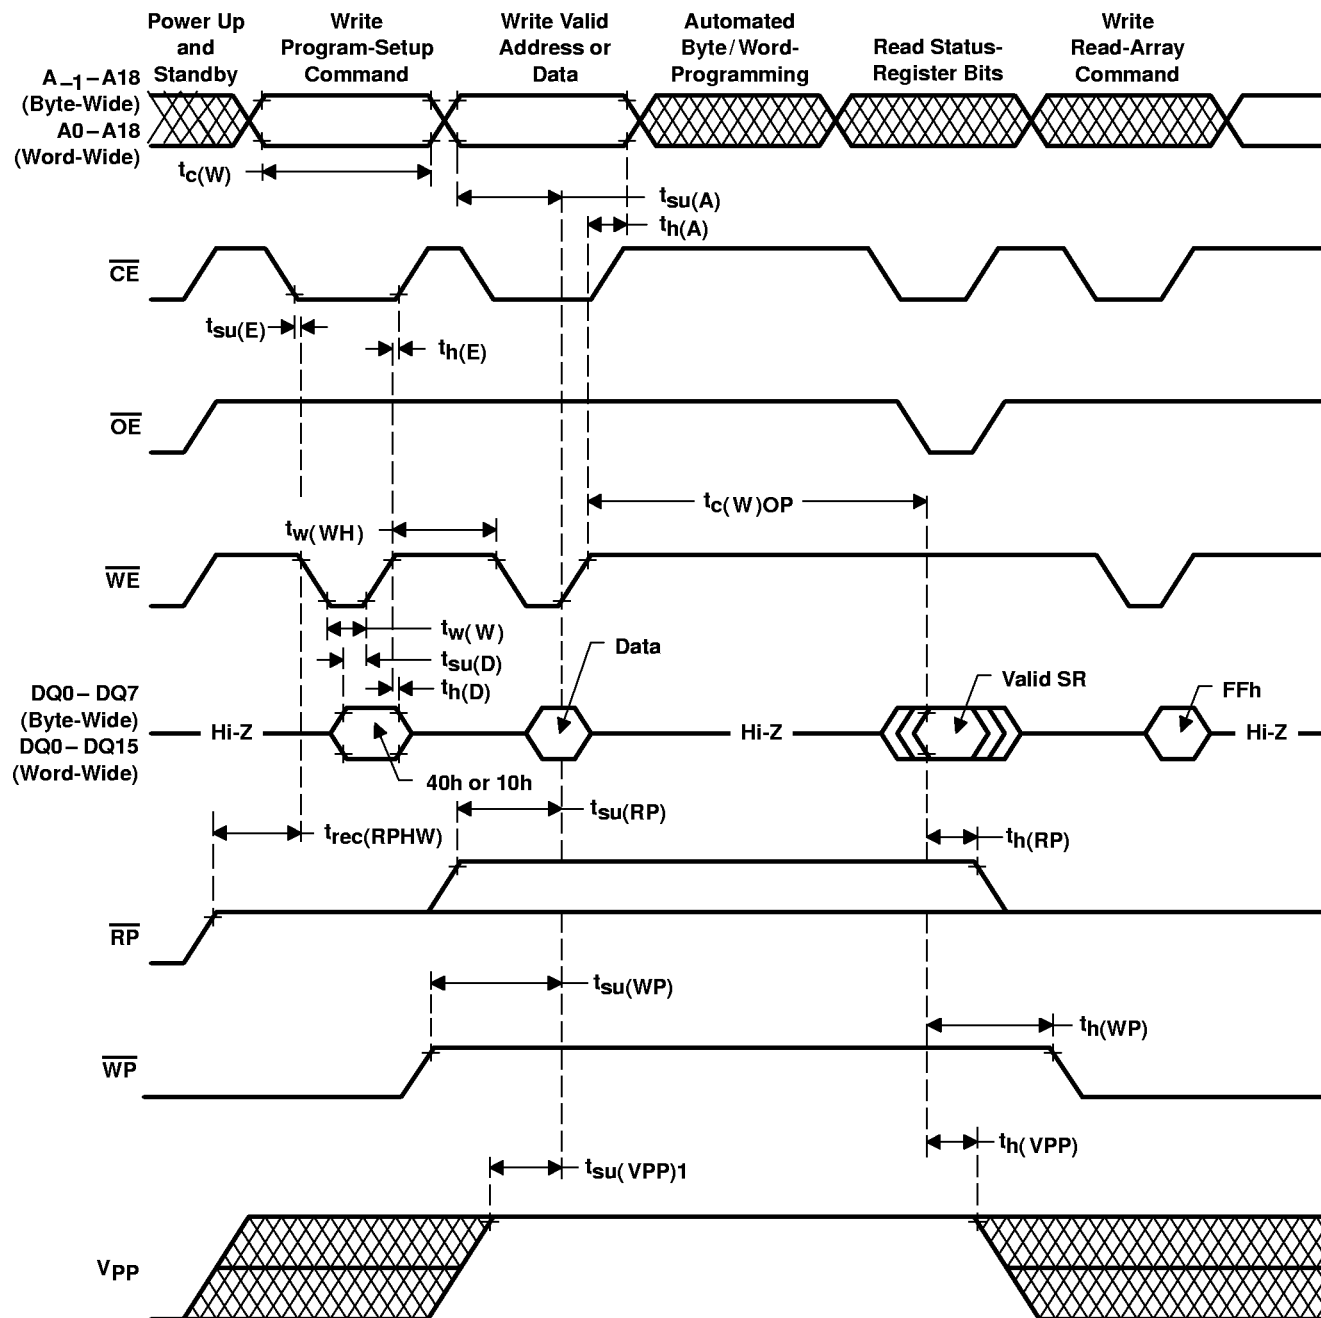 Power Up
and
Standby
Write
Program-Setup
Command
Write Valid
Address or
Data
Automated
Byte/Word-
Programming
Read Status-
Register Bits
Write
Read-Array
Command
A–1–A18
(Byte-Wide)
A0–A18
(Word-Wide)
tc(W)
tsu(A)
th(A)
CE
tsu(E)
th(E)
OE
tc(W)OP
tw(WH)
WE
tw(W)
tsu(D)
th(D)
Data
DQ0–DQ7
(Byte-Wide)
DQ0–DQ15
(Word-Wide)
Hi-Z
Hi-Z
Valid SR
FFh
Hi-Z
40h or 10h
tsu(RP)
trec(RPHW)
th(RP)
RP
tsu(WP)
th(WP)
WP
tsu(VPP)1
th(VPP)
VPP